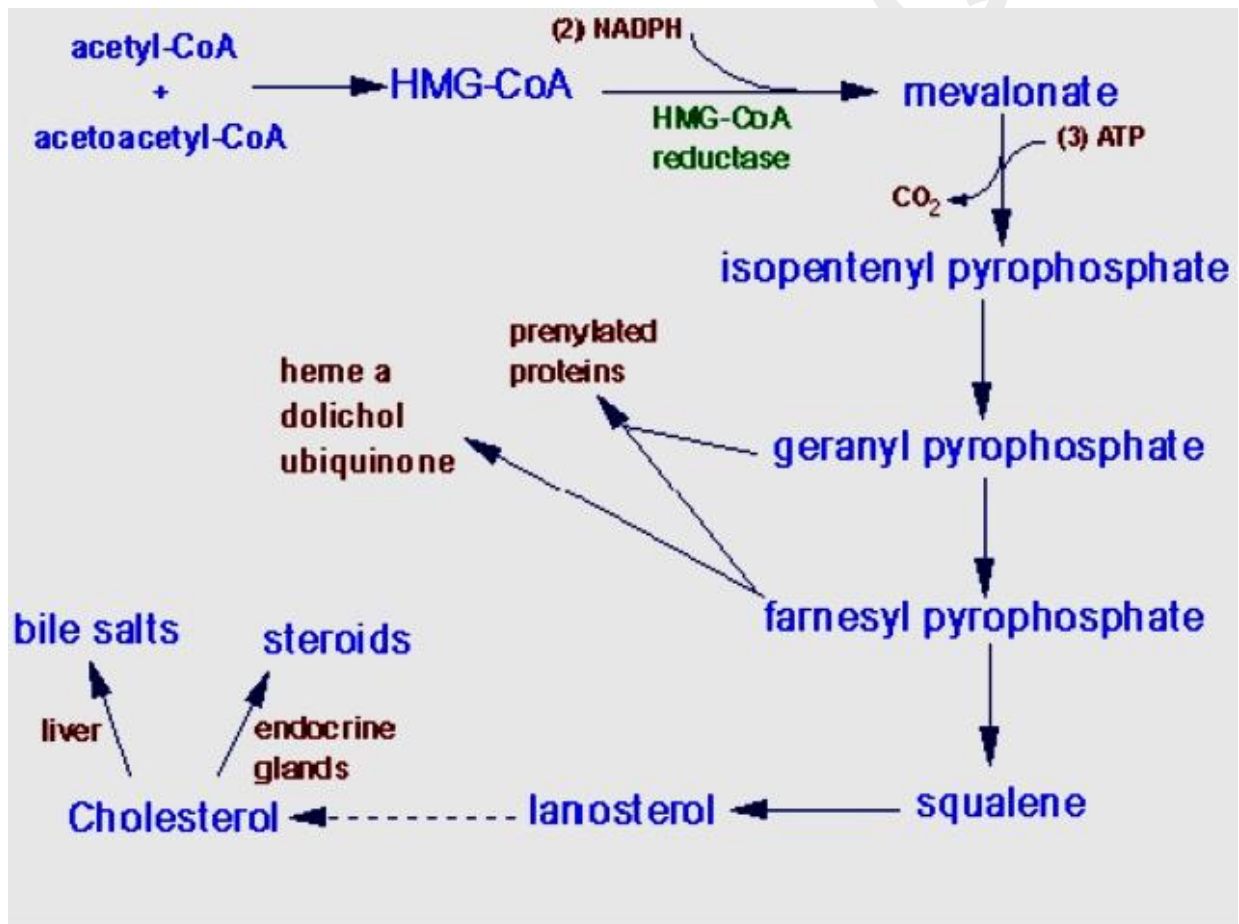 acetyl-CoA
+
acetoacetyl-CoA
HMG-CoA
(2) NADPH
HMG-CoA
reductase
mevalonate
(3) ATP
CO2
isopentenyl pyrophosphate
prenylated
proteins
heme a
dolichol
ubiquinone
geranyl pyrophosphate
farnesyl pyrophosphate
bile salts
steroids
liver
endocrine
glands
Cholesterol
lanosterol
squalene